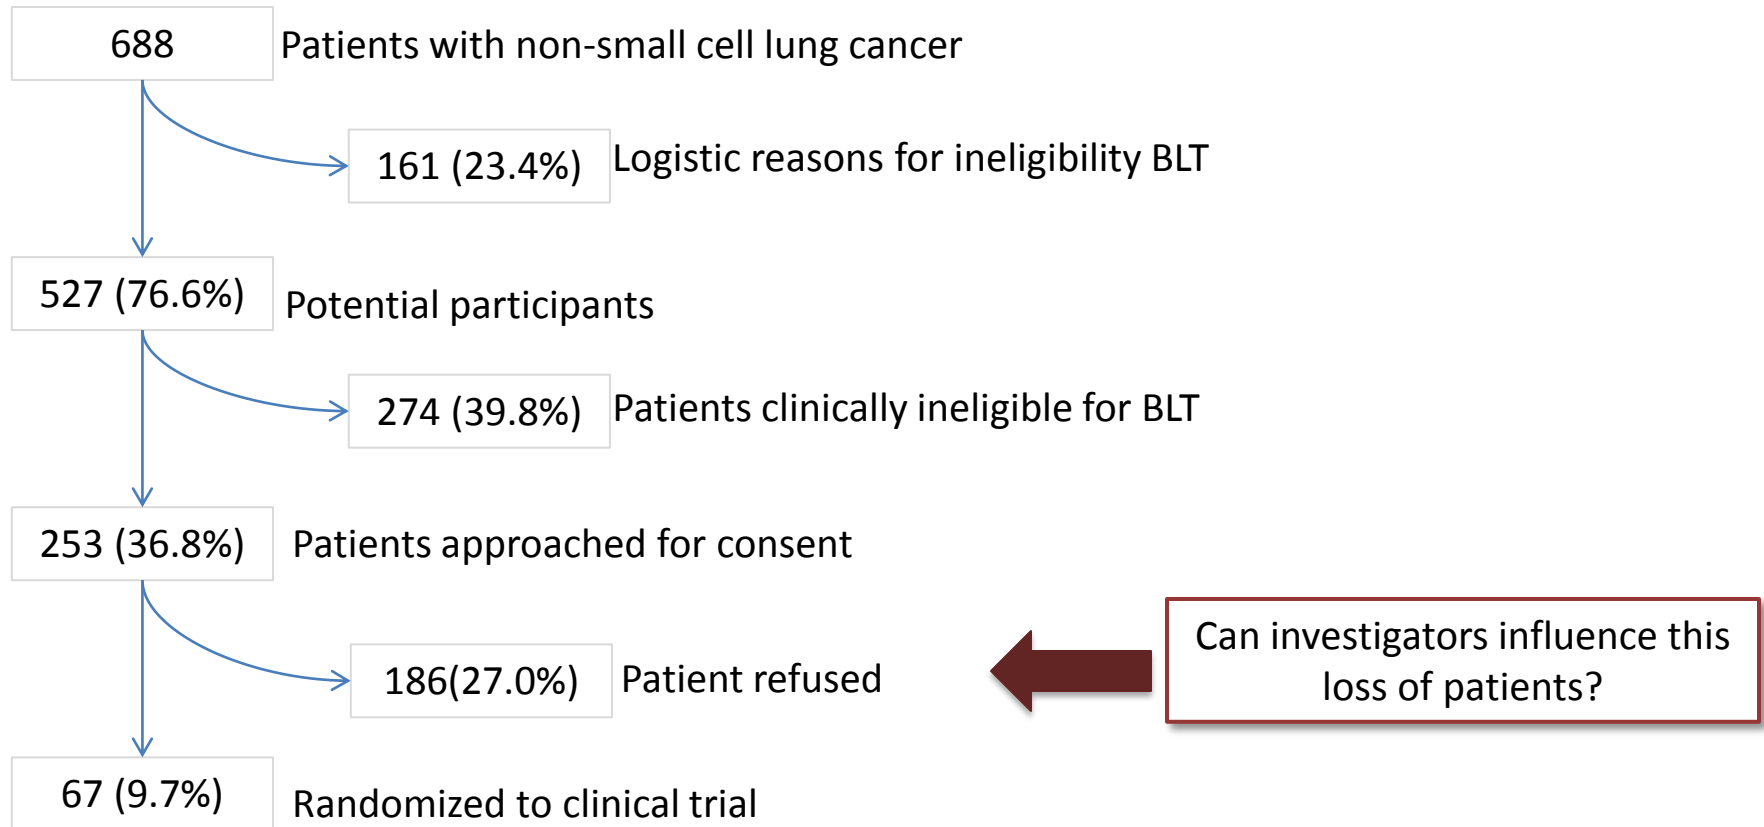 688
Patients with non-small cell lung cancer
161 (23.4%)
Logistic reasons for ineligibility BLT
527 (76.6%)
Potential participants
274 (39.8%)
Patients clinically ineligible for BLT
253 (36.8%)
Patients approached for consent
186(27.0%)
Patient refused
Can investigators influence this
loss of patients?
67 (9.7%)
Randomized to clinical trial